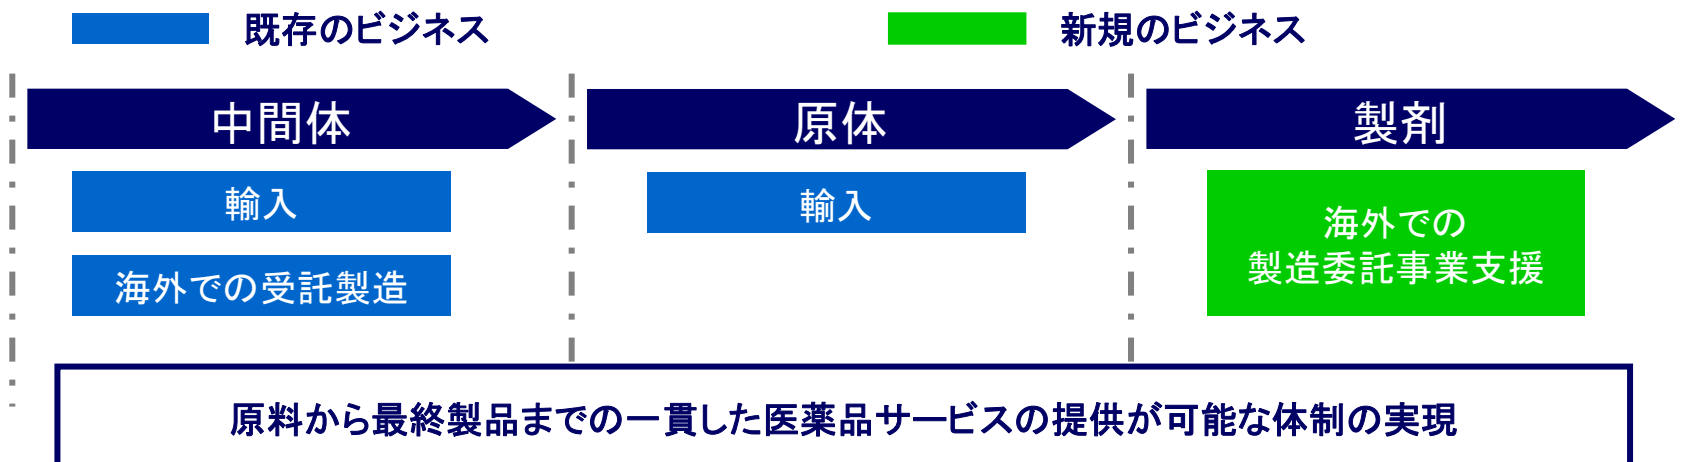 既存のビジネス
新規のビジネス
中間体
原体
製剤
輸入
輸入
海外での受託製造
海外での
製造委託事業支援
原料から最終製品までの一貫した医薬品サービスの提供が可能な体制の実現